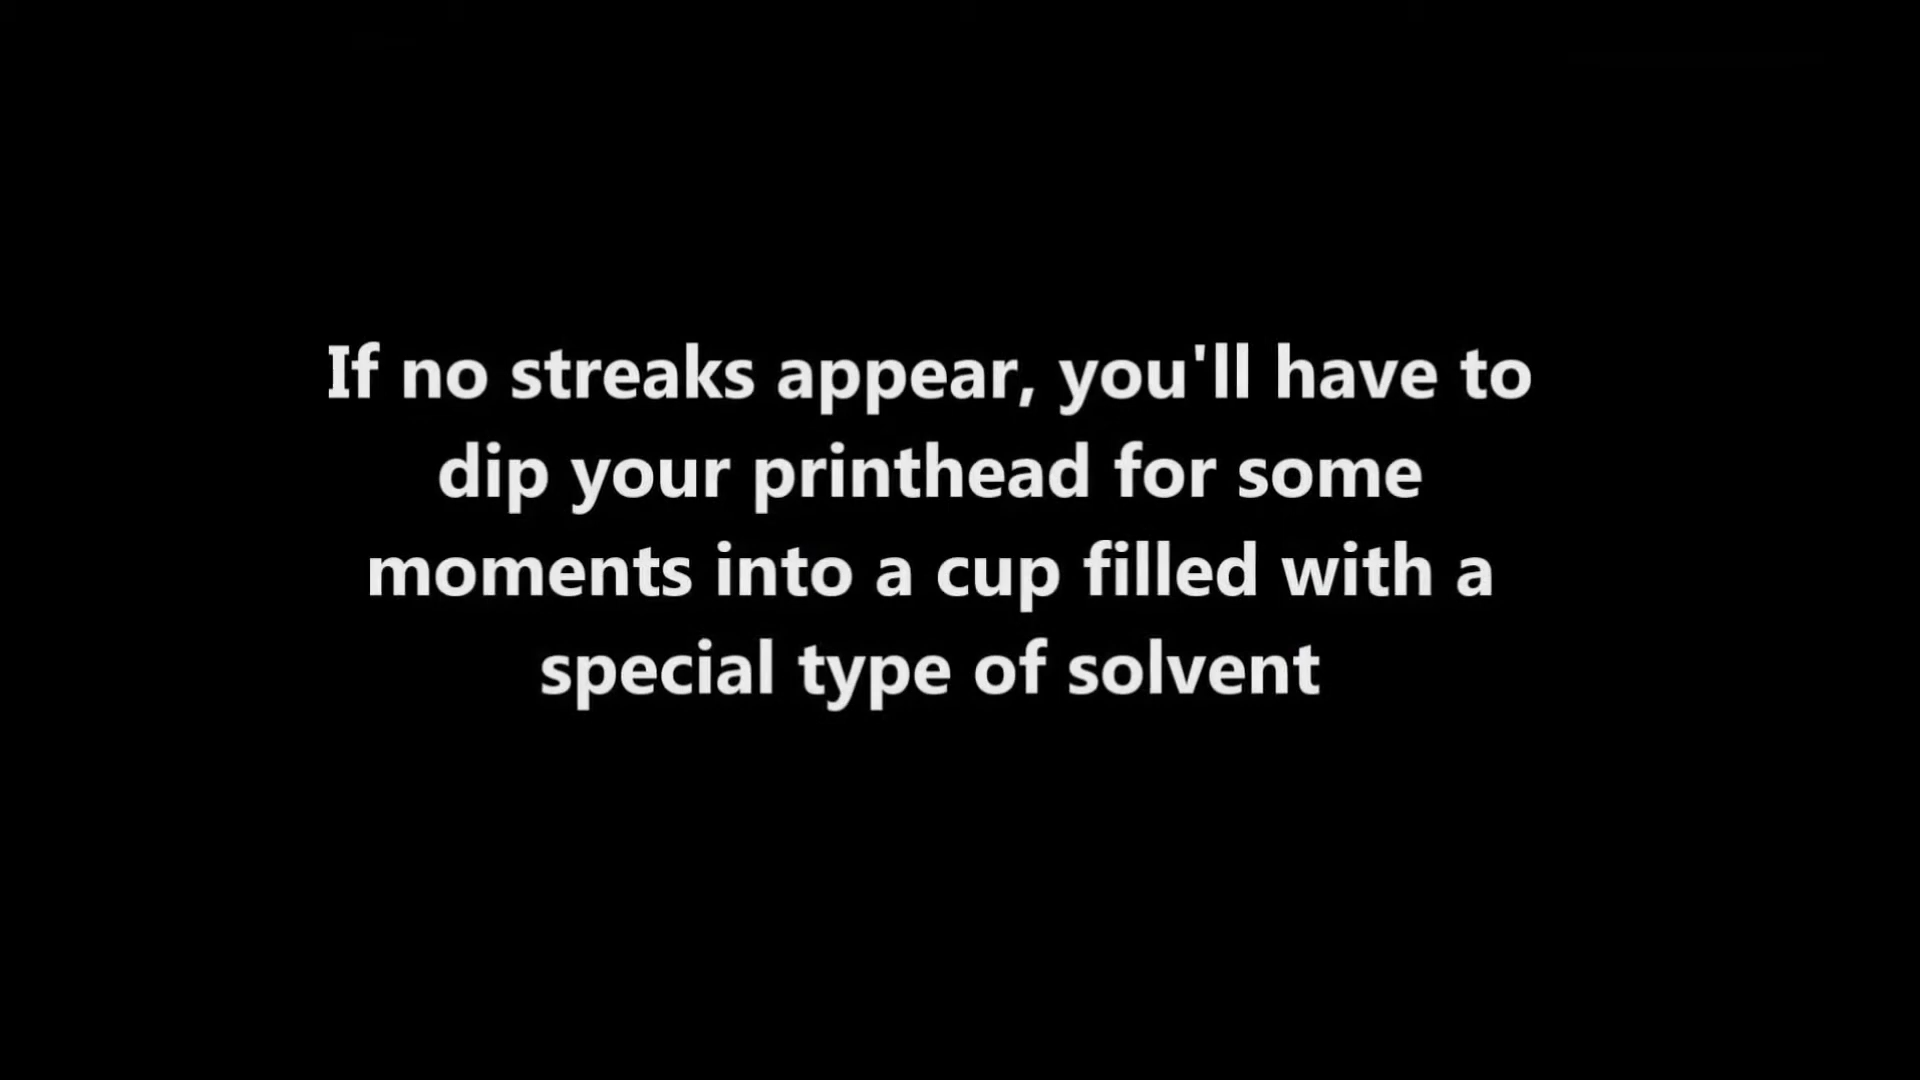 If no streaks appear, you'll have to
dip your printhead for some
moments into a cup filled with a
special type of solvent